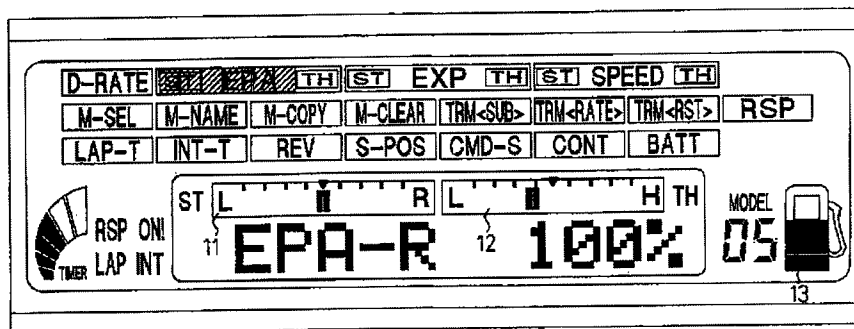 D-RATE ST EPA TH ST EXP TH ST SPEED TH
M-SEL M-NAME M-COPY M-CLEAR TRM<SUB> TRM<RATE> TRM<RST> RSP
LAP-T INT-T REV S-POS CMD-S CONT BATT
ST L R L H TH MODEL
RSP ON!
TIMER LAP INT
11 EPA-R 12 100% 05
13